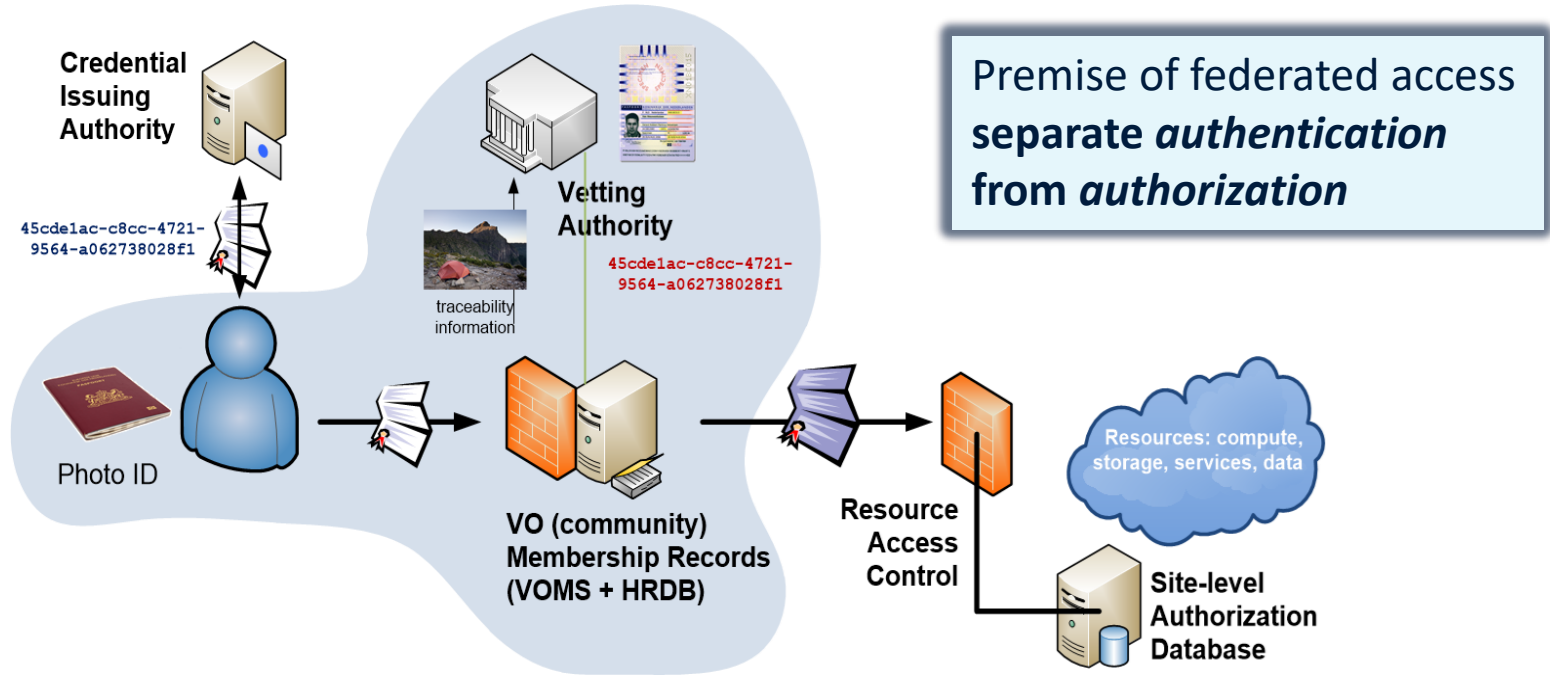 Credential
Issuing
Authority
Premise of federated access
separate authentication
from authorization
Vetting
Authority
45cde1ac-c8cc-4721-
9564-a062738028f1
45cde1ac-c8cc-4721-
9564-a062738028f1
traceability
information
Photo ID
Resources: compute,
storage, services, data
VO (community)
Membership Records
(VOMS + HRDB)
Resource
Access
Control
Site-level
Authorization
Database